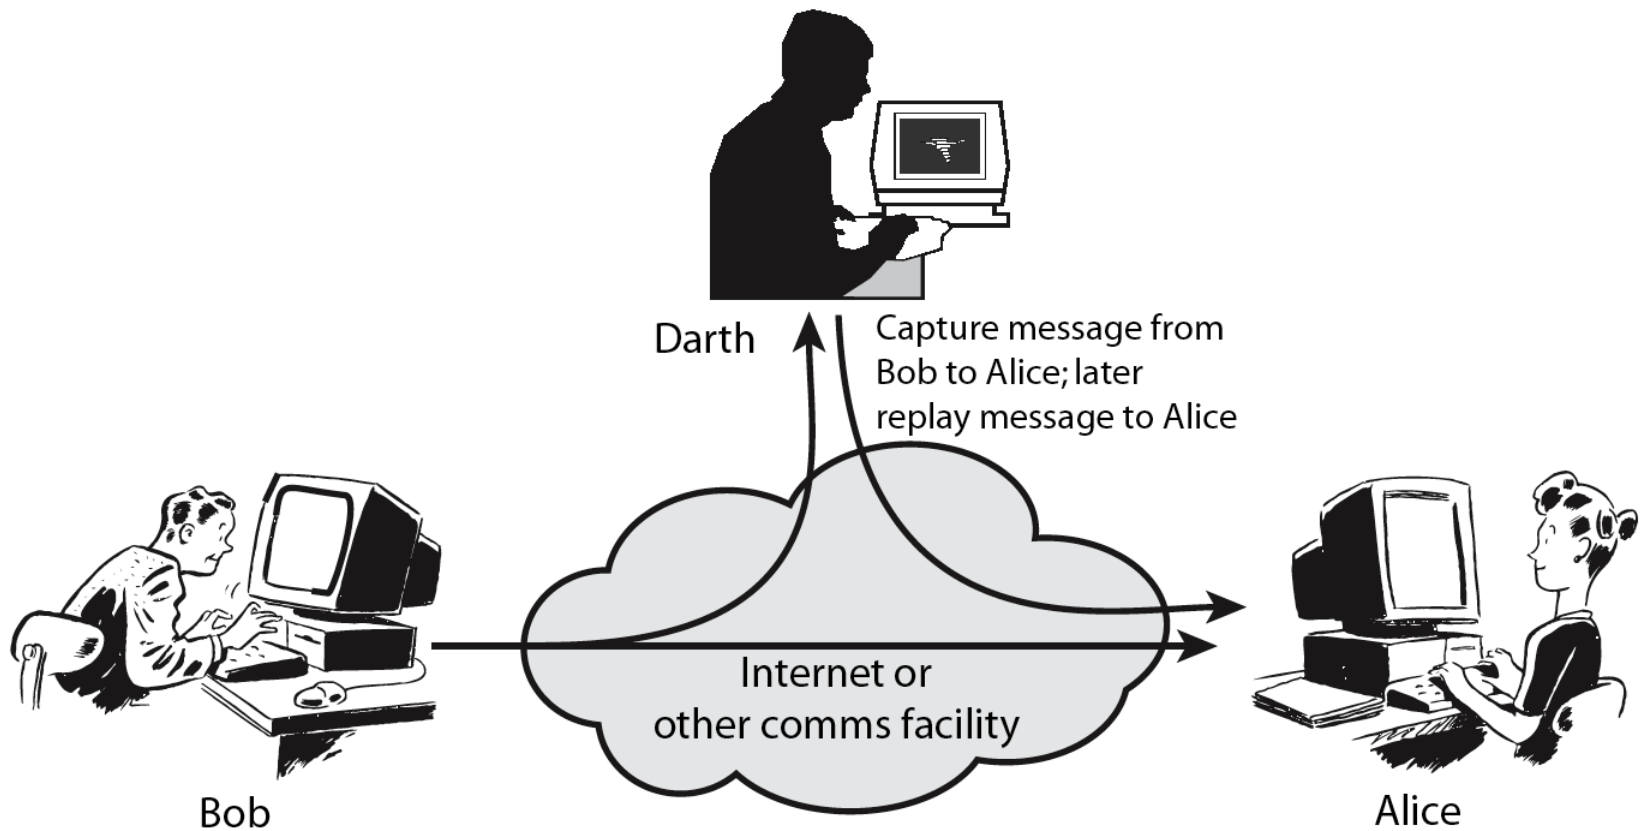 Darth
Capture message from
Bob to Alice; later
replay message to Alice
Internet or
other comms facility
Bob
Alice